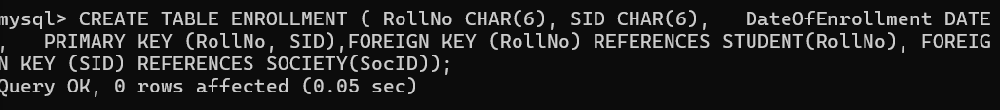 mysql> CREATE TABLE ENROLLMENT ( RollNo CHAR(6), SID CHAR(6),   DateOfEnrollment DATE
,   PRIMARY KEY (RollNo, SID),FOREIGN KEY (RollNo) REFERENCES STUDENT(RollNo), FOREIG
N KEY (SID) REFERENCES SOCIETY(SocID));
Query OK, 0 rows affected (0.05 sec)